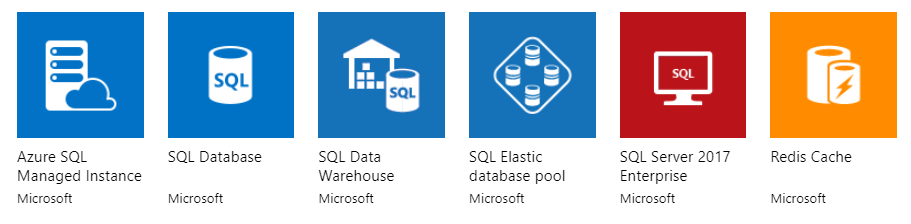 SQL
SQL
SQL
Azure SQL
Managed Instance
Microsoft
SQL Database
Microsoft
SQL Data
Warehouse
Microsoft
SQL Elastic
database pool
Microsoft
SQL Server 2017
Enterprise
Microsoft
Redis Cache
Microsoft